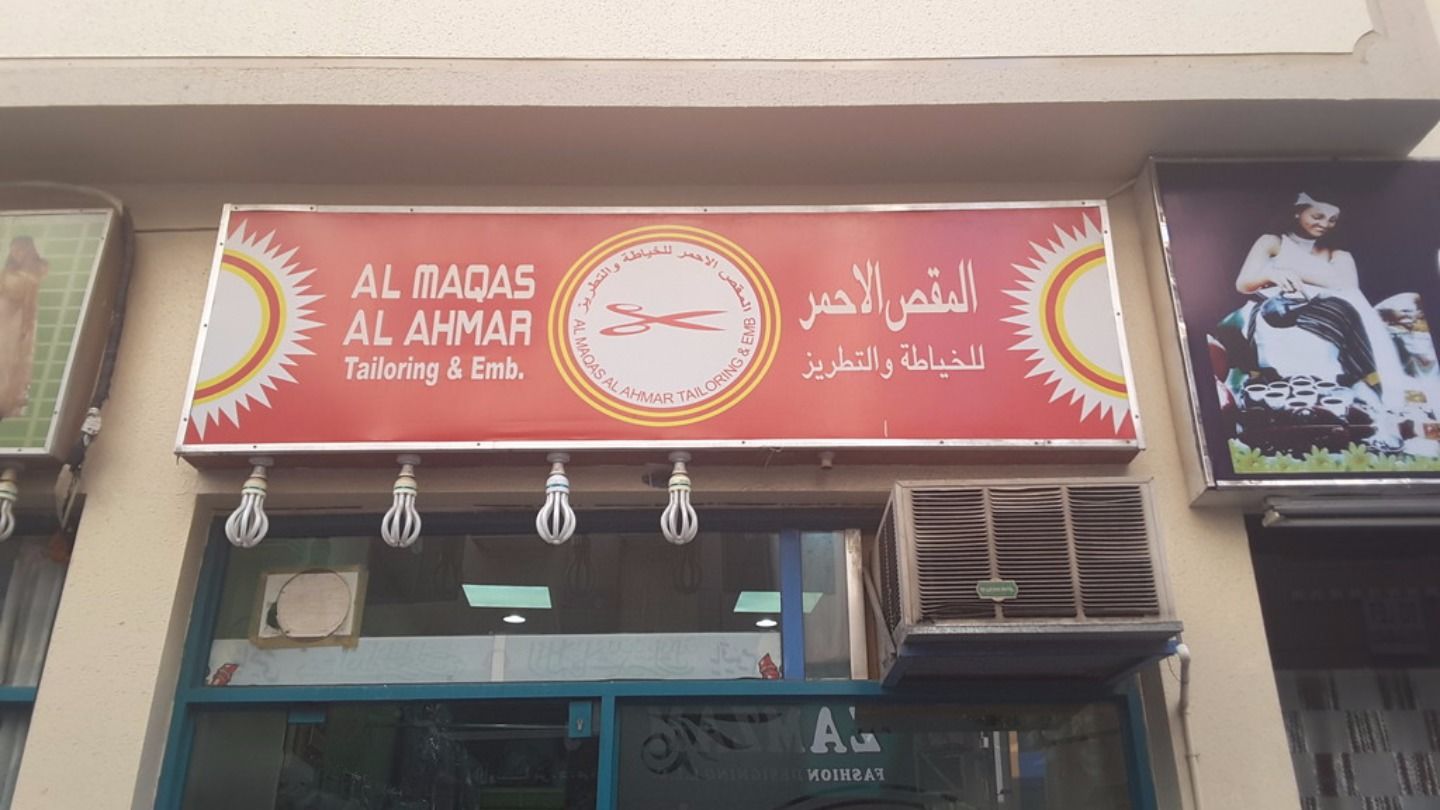 AL MAQAS
AL AHMAR
Tailoring & Emb.
المقص الاحمر للخياطة والتطريز
AL MAQAS AL AHMAR TAILORING & EMB
المقص الاحمر
للخياطة والتطريز
FASHION DESIGNING